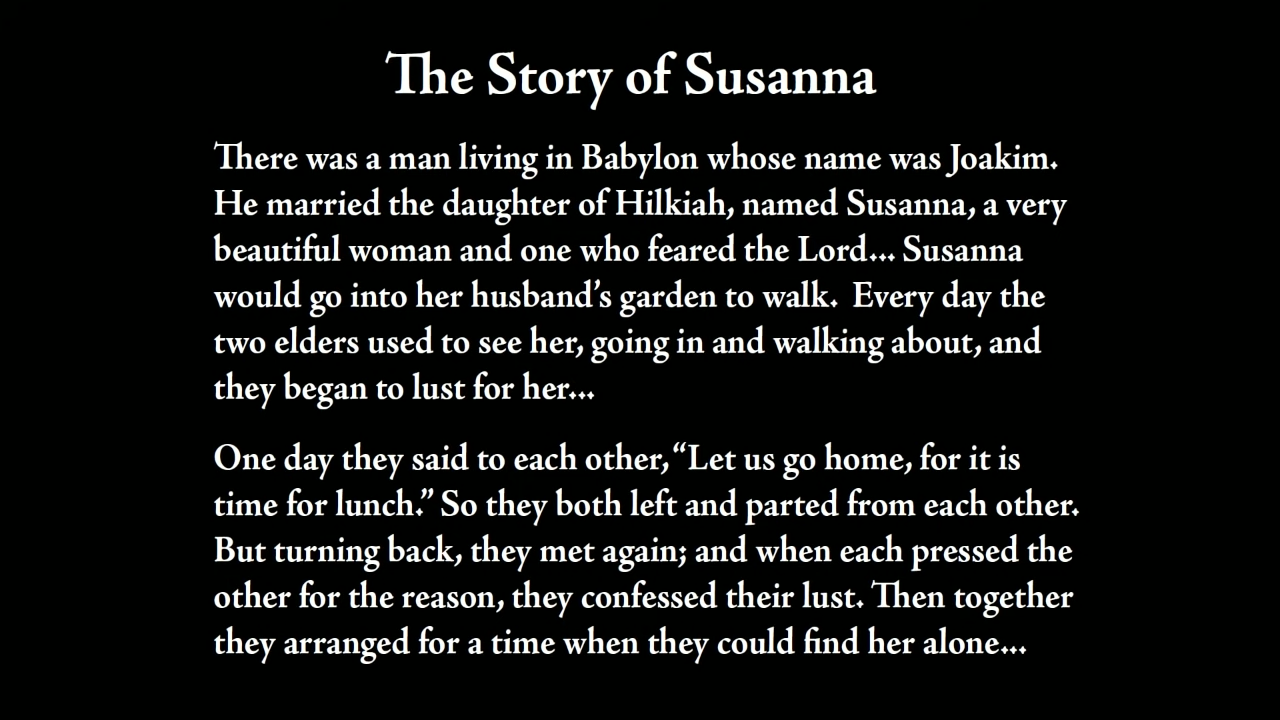 The Story of Susanna
There was a man living in Babylon whose name was Joakim.
He married the daughter of Hilkiah, named Susanna, a very
beautiful woman and one who feared the Lord... Susanna
would go into her husband’s garden to walk.  Every day the
two elders used to see her, going in and walking about, and
they began to lust for her...
One day they said to each other, “Let us go home, for it is
time for lunch.” So they both left and parted from each other.
But turning back, they met again; and when each pressed the
other for the reason, they confessed their lust. Then together
they arranged for a time when they could find her alone...